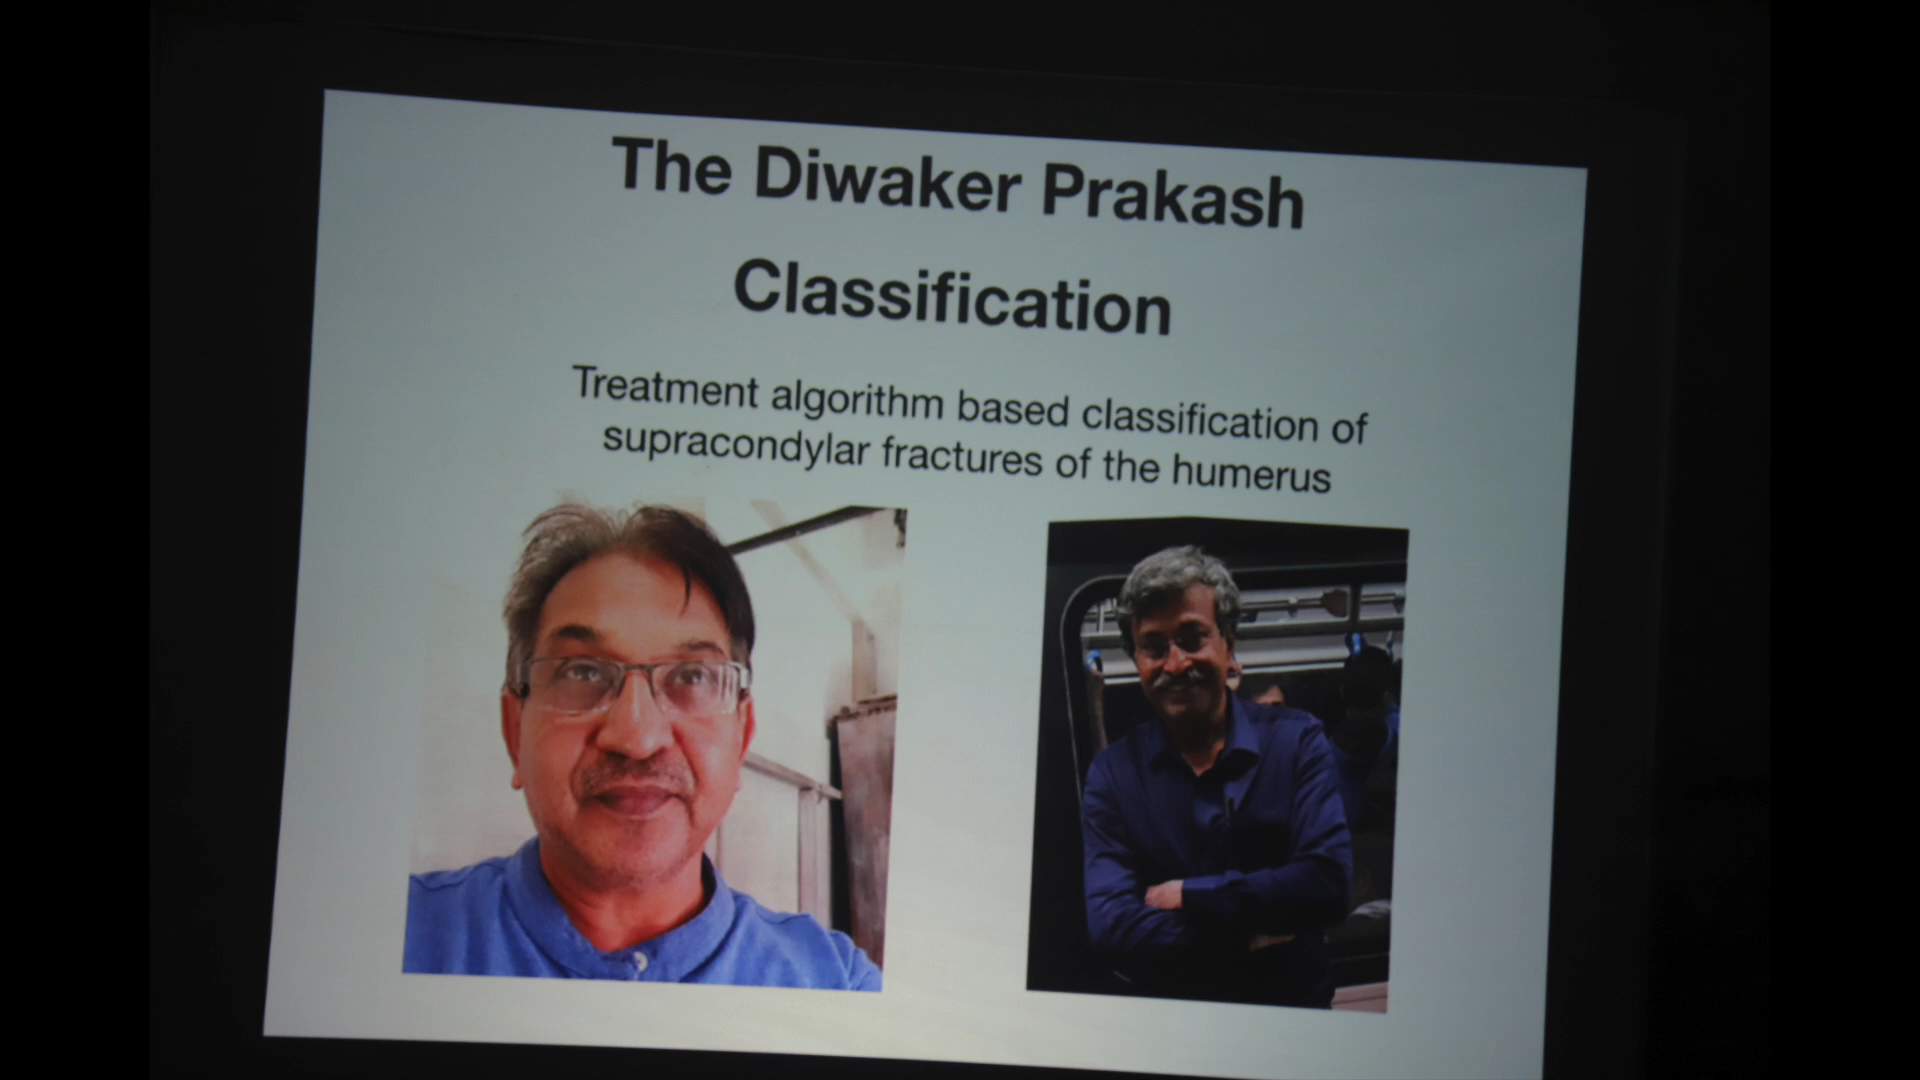 The Diwaker Prakash
Classification
Treatment algorithm based classification of
supracondylar fractures of the humerus